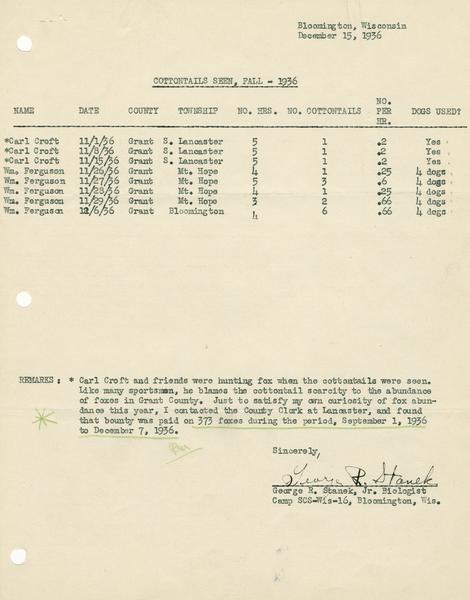 Bloomington, Wisconsin
December 15, 1936
COTTONTAILS SEEN, FALL - 1936
NAME DATE COUNTY TOWNSHIP NO. HRS. NO. COTTONTAILS NO. PER HR. DOGS USED?
*Carl Croft 11/1/36 Grant S. Lancaster 5 1 .2 Yes
*Carl Croft 11/8/36 Grant S. Lancaster 5 1 .2 Yes
*Carl Croft 11/15/36 Grant S. Lancaster 5 1 .2 Yes
Wm. Ferguson 11/26/36 Grant Mt. Hope 4 1 .25 4 dogs
Wm. Ferguson 11/27/36 Grant Mt. Hope 5 3 .6 4 dogs
Wm. Ferguson 11/28/36 Grant Mt. Hope 4 1 .25 4 dogs
Wm. Ferguson 11/29/36 Grant Mt. Hope 3 2 .66 4 dogs
Wm. Ferguson 12/6/36 Grant Bloomington 4 6 .66 4 dogs
REMARKS: * Carl Croft and friends were hunting fox when the cottontails were seen.
Like many sportsmen, he blames the cottontail scarcity to the abundance
of foxes in Grant County. Just to satisfy my own curiosity of fox abun-
dance this year, I contacted the County Clerk at Lancaster, and found
that bounty was paid on 373 foxes during the period, September 1, 1936
to December 7, 1936.
Sincerely,
George R. Stanek
George R. Stanek, Jr. Biologist
Camp SCS-Wis-16, Bloomington, Wis.